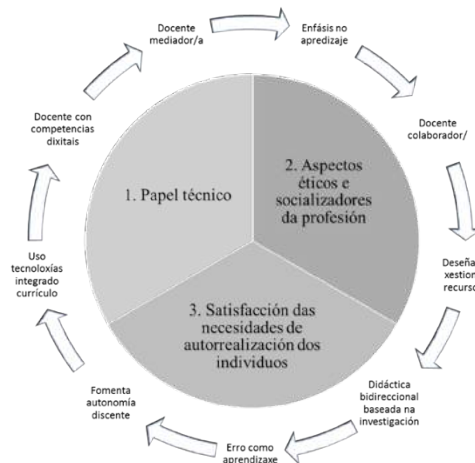 Docente
mediador/a
Enfásis no
apredizaje
Docente
colaborador/
Deseña
xestion
recurso
Didáctica
bidireccional
baseada na
investigación
Erro como
aprendizaxe
Fomenta
autonomía
discente
Uso
tecnoloxías
integrado
currículo
Docente con
competencias
dixitais
1. Papel técnico
2. Aspectos
éticos e
socializadores
da profesión
3. Satisfacción das
necesidades de
autorrealización dos
individuos